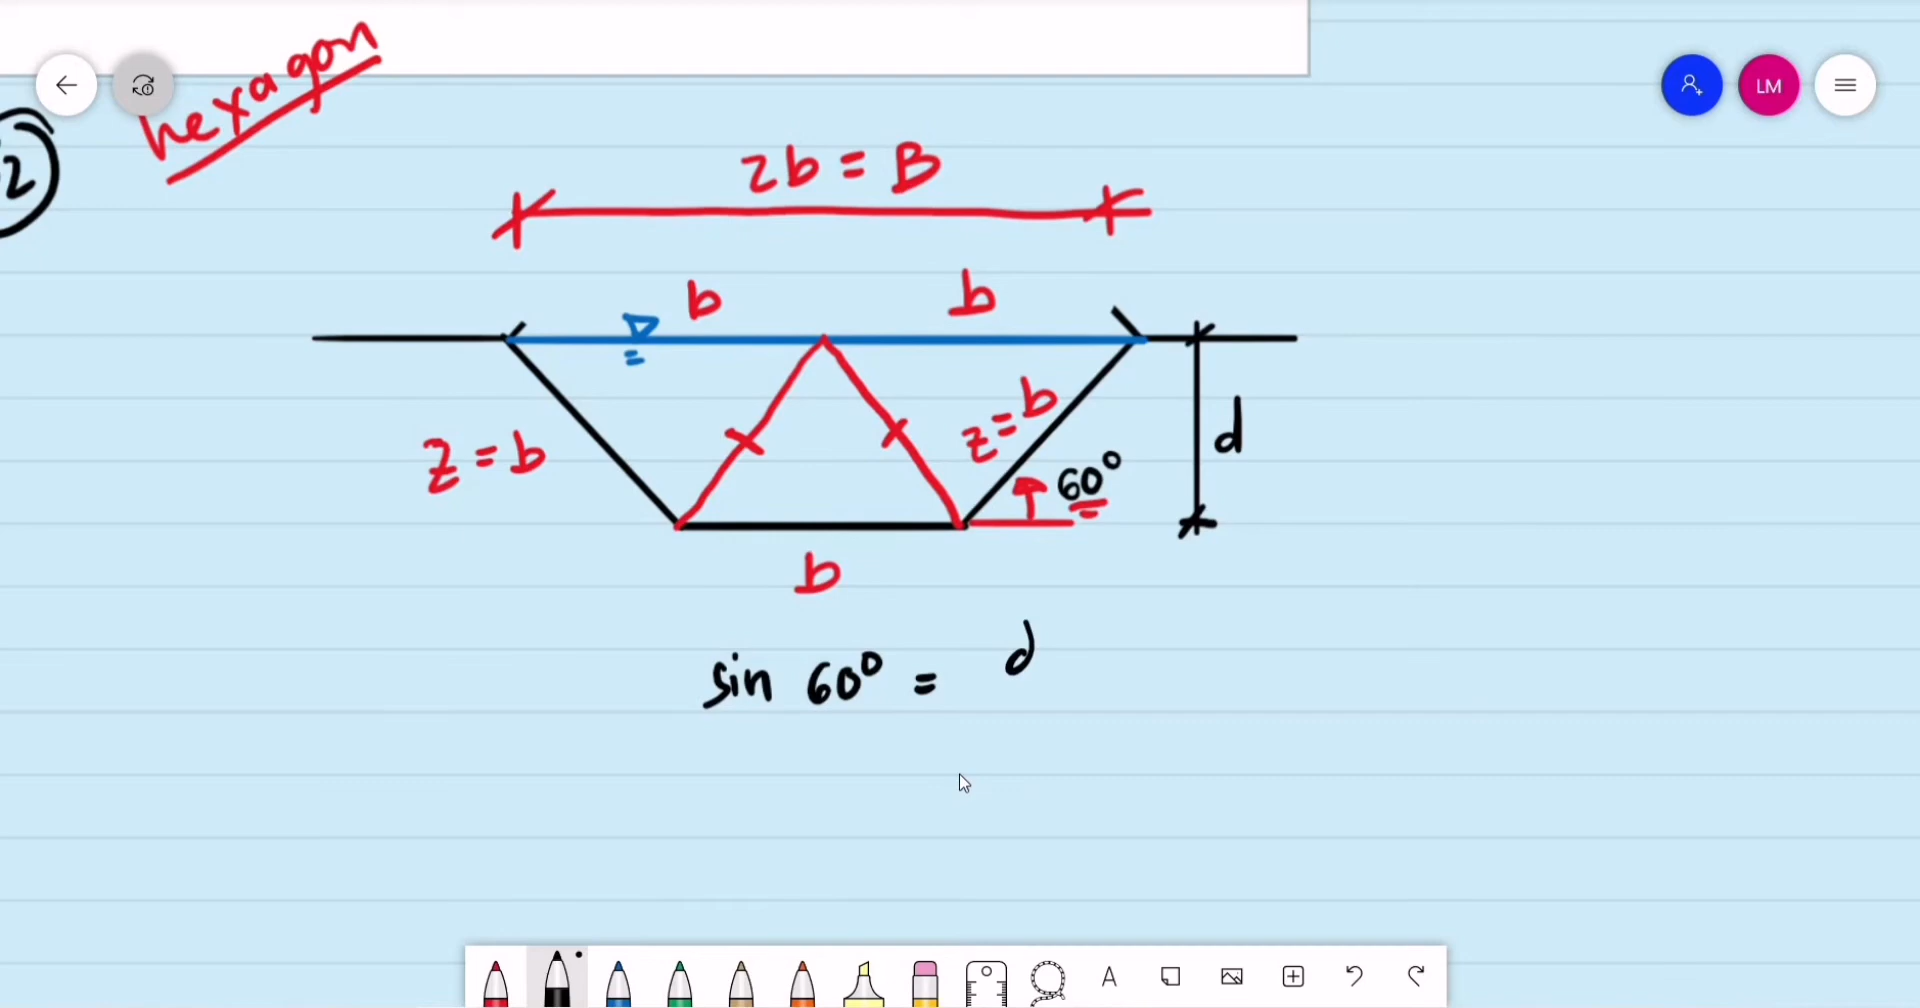 2
hexagon
LM
2b = B
b
b
z = b
z = b
60°
d
b
sin 60° = d
A